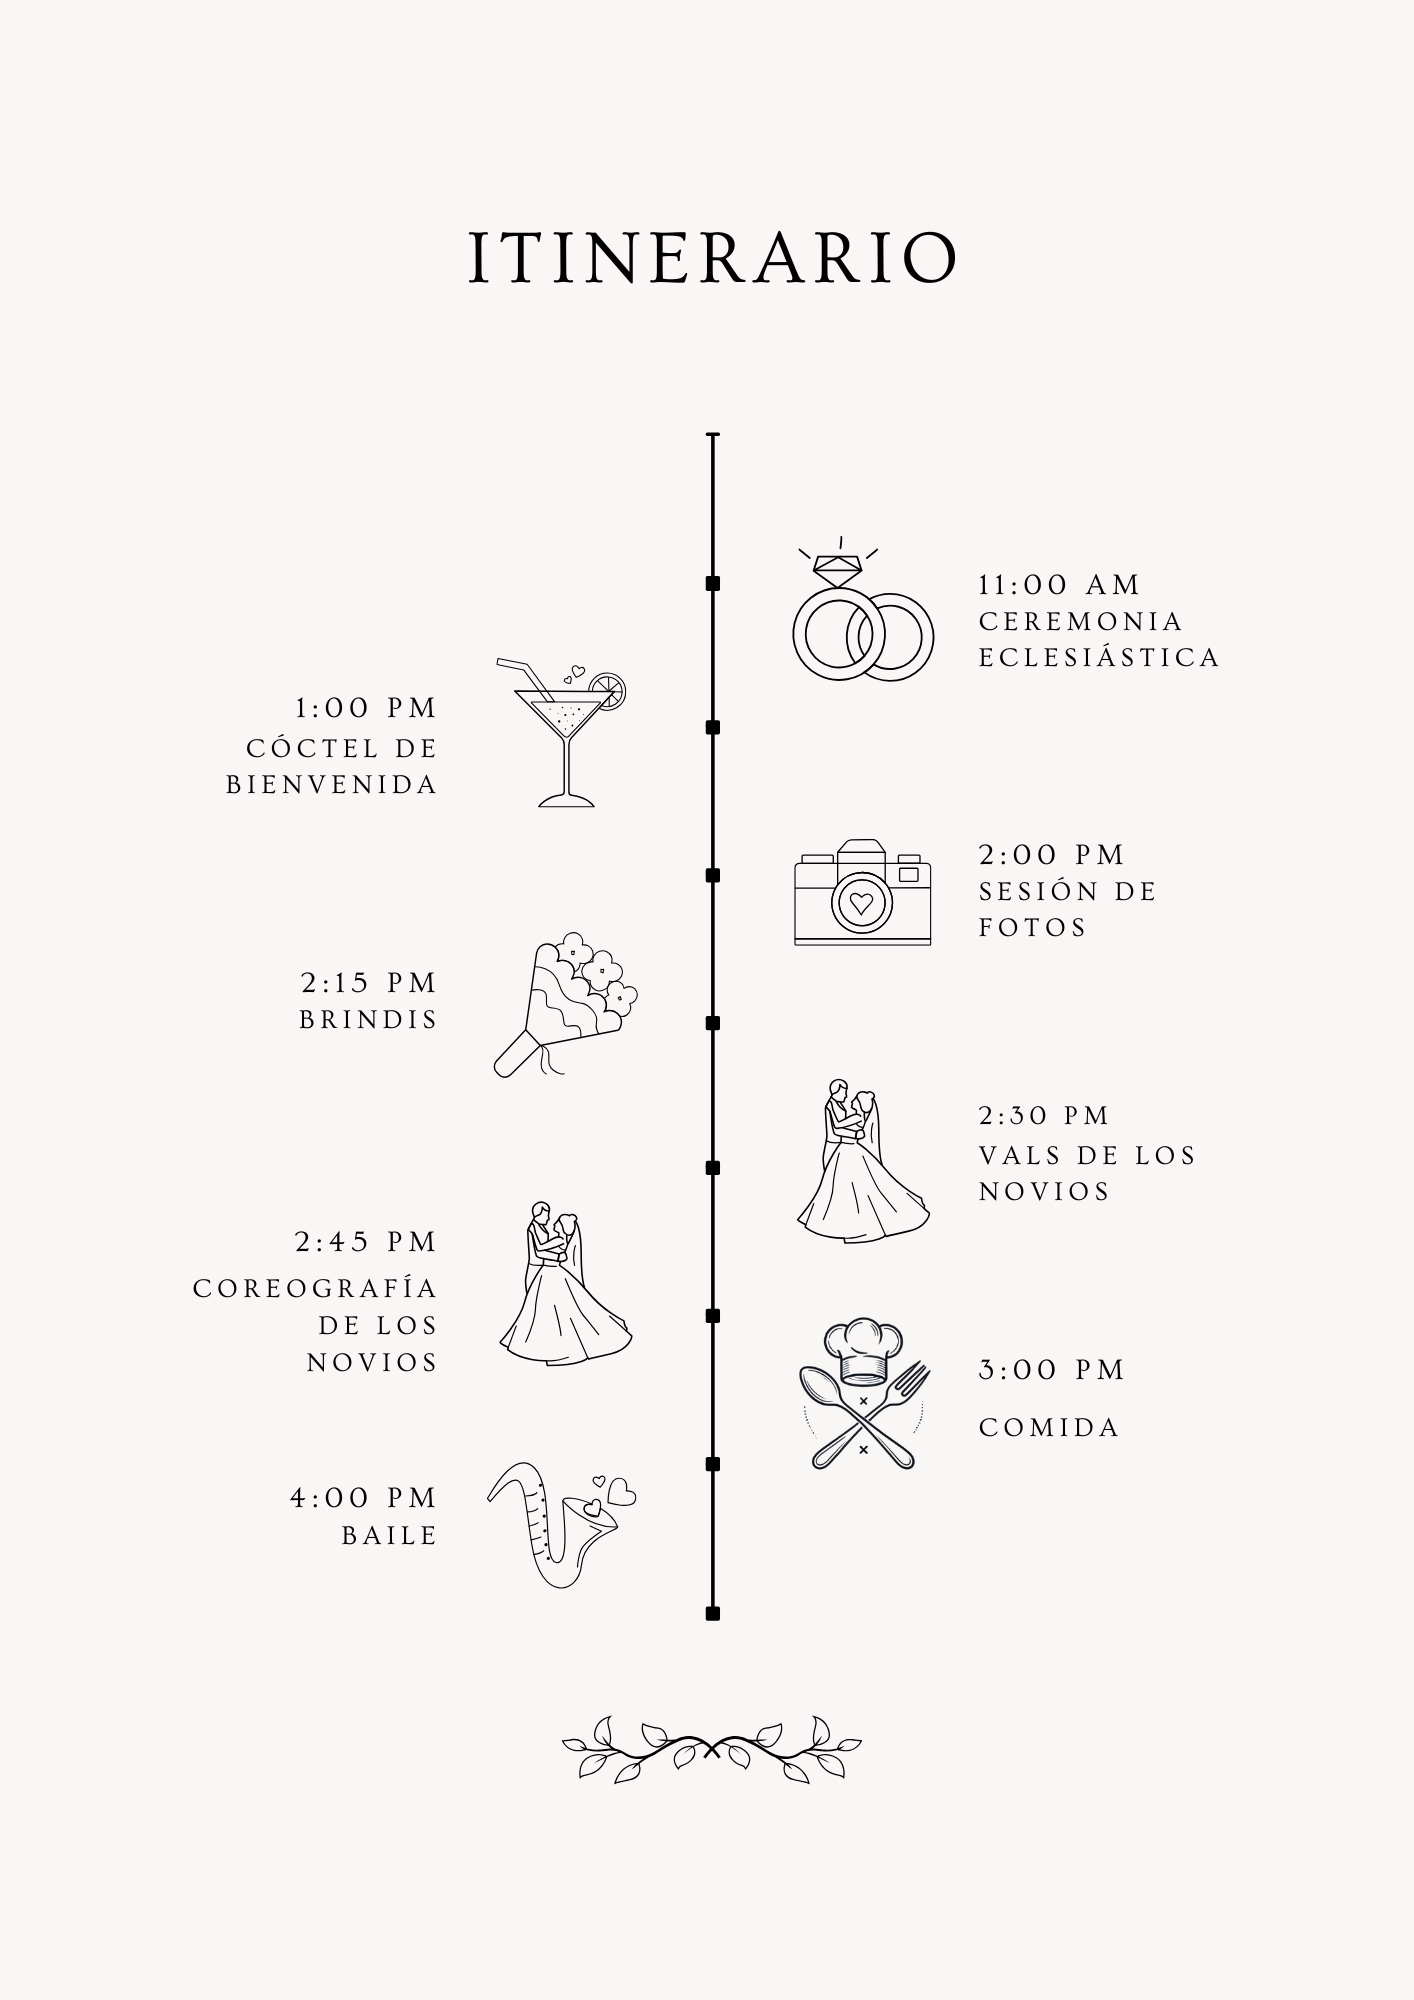 ITINERARIO
11:00 AM
CEREMONIA
ECLESIÁSTICA
1:00 PM
CÓCTEL DE
BIENVENIDA
2:00 PM
SESIÓN DE
FOTOS
2:15 PM
BRINDIS
2:30 PM
VALS DE LOS
NOVIOS
2:45 PM
COREOGRAFÍA
DE LOS
NOVIOS
3:00 PM
COMIDA
4:00 PM
BAILE